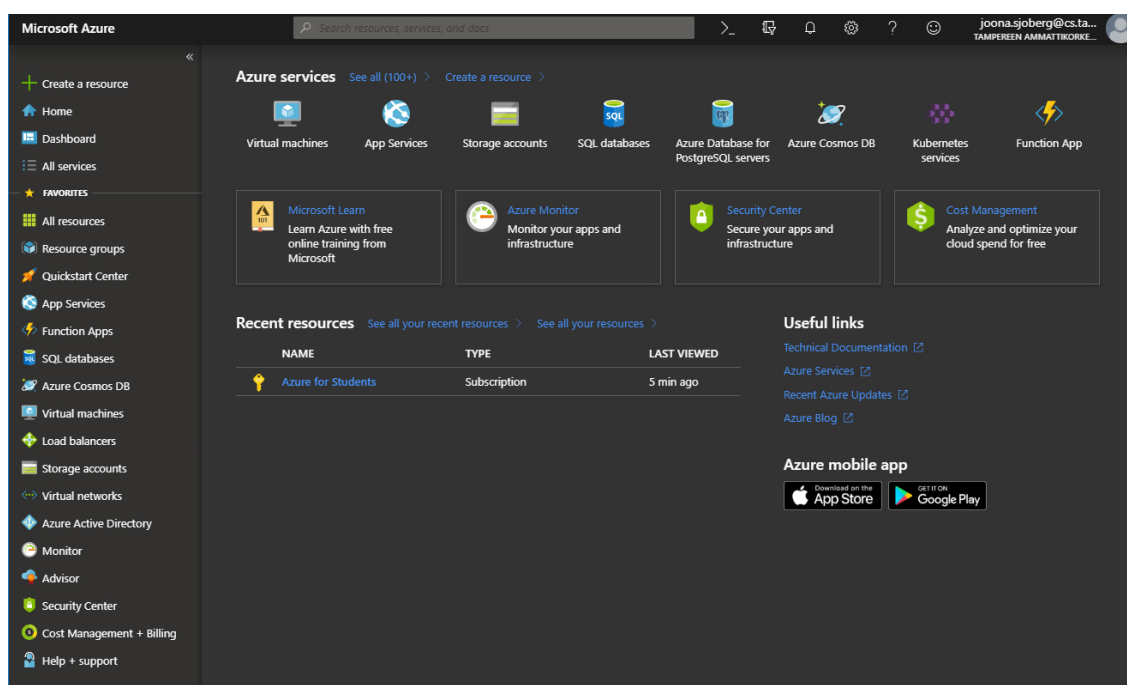 Microsoft Azure
Search resources, services, and docs
joona.sjoberg@cs.ta...
TAMPEREEN AMMATTIKORKE...
Create a resource
Home
Dashboard
All services
FAVORITES
All resources
Resource groups
Quickstart Center
App Services
Function Apps
SQL databases
Azure Cosmos DB
Virtual machines
Load balancers
Storage accounts
Virtual networks
Azure Active Directory
Monitor
Advisor
Security Center
Cost Management + Billing
Help + support
Azure services See all (100+) > Create a resource >
Virtual machines
App Services
Storage accounts
SQL
SQL databases
Azure Database for
PostgreSQL servers
Azure Cosmos DB
Kubernetes
services
Function App
101
Microsoft Learn
Learn Azure with free
online training from
Microsoft
Azure Monitor
Monitor your apps and
infrastructure
Security Center
Secure your apps and
infrastructure
Cost Management
Analyze and optimize your
cloud spend for free
Recent resources See all your recent resources > See all your resources >
NAME TYPE LAST VIEWED
Azure for Students Subscription 5 min ago
Useful links
Technical Documentation
Azure Services
Recent Azure Updates
Azure Blog
Azure mobile app
Download on the
App Store
GET IT ON
Google Play